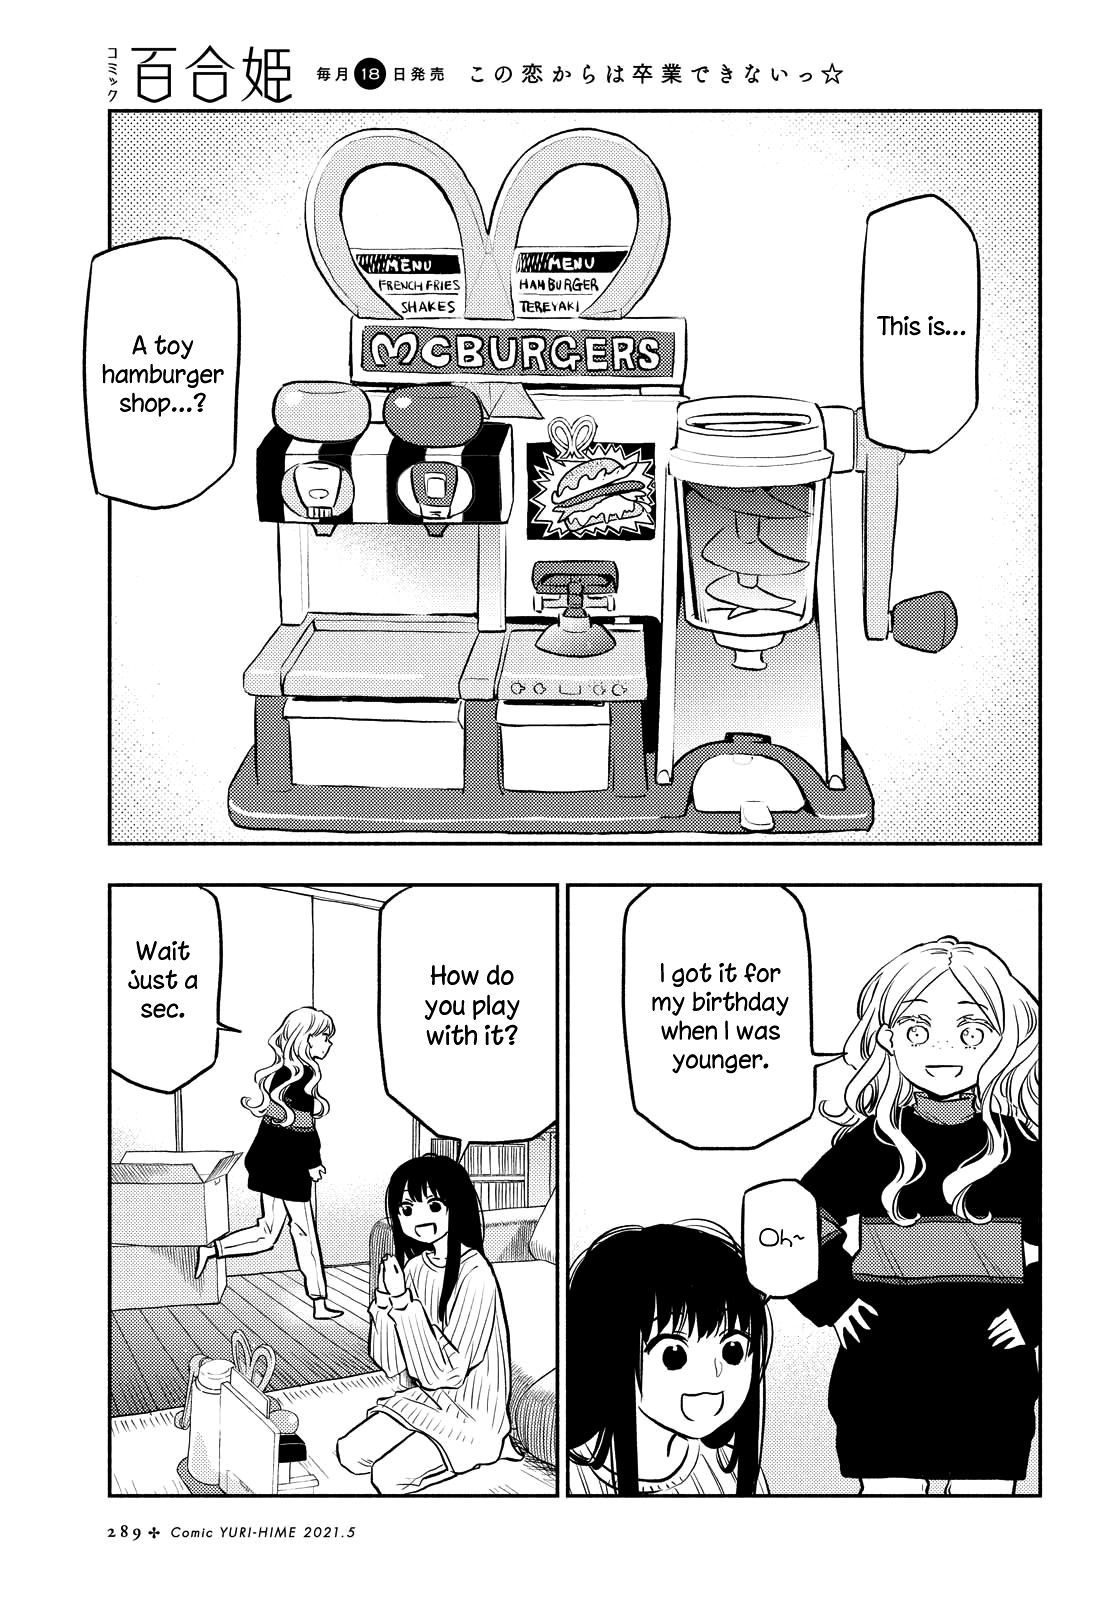 コミック
百合姫
毎月18日発売 この恋からは卒業できないっ☆
This is...
A toy
hamburger
shop...?
MENU
FRENCH FRIES
SHAKES
MENU
HAMBURGER
TEREYAKI
MCBURGERS
I got it for
my birthday
when I was
younger.
Oh~
How do
you play
with it?
Wait
just a
sec.
289 Comic YURI-HIME 2021.5